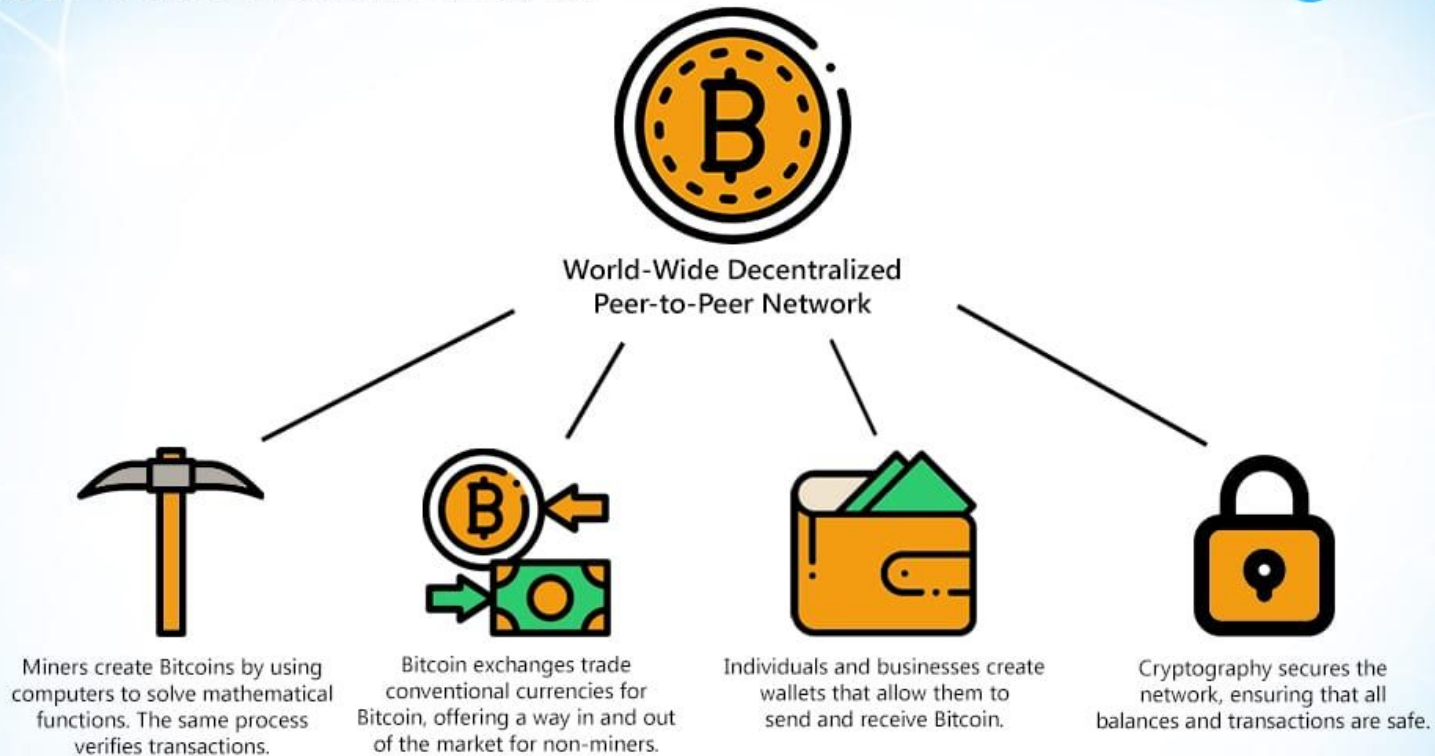 World-Wide Decentralized
Peer-to-Peer Network
Miners create Bitcoins by using
computers to solve mathematical
functions. The same process
verifies transactions.
Bitcoin exchanges trade
conventional currencies for
Bitcoin, offering a way in and out
of the market for non-miners.
Individuals and businesses create
wallets that allow them to
send and receive Bitcoin.
Cryptography secures the
network, ensuring that all
balances and transactions are safe.